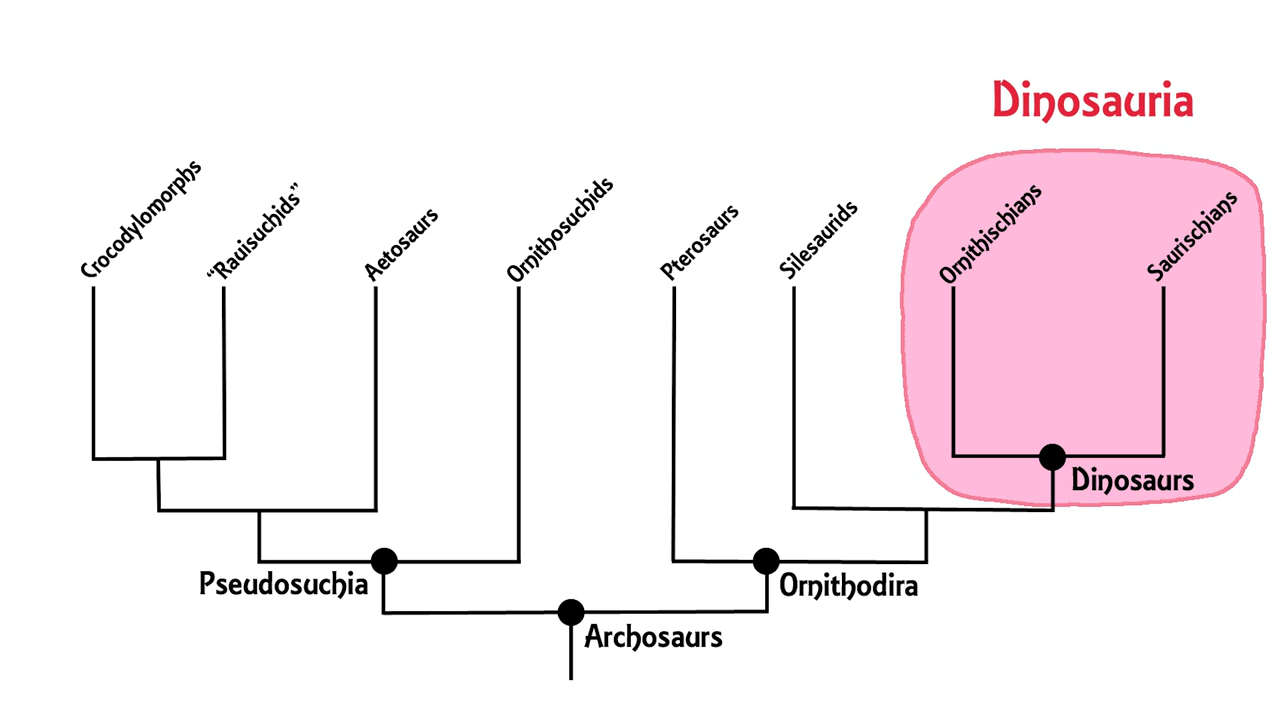 Dinosauria
Crocodylomorphs
“Rauisuchids”
Aetosaurs
Ornithosuchids
Pterosaurs
Silesaurids
Ornithischians
Saurischians
Dinosaurs
Pseudosuchia
Ornithodira
Archosaurs